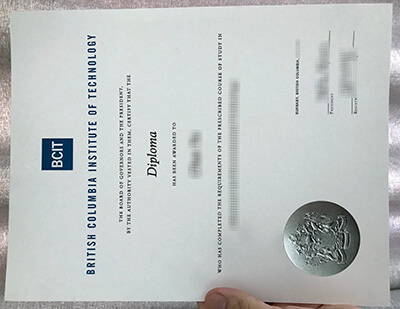 BCIT
BRITISH COLUMBIA INSTITUTE OF TECHNOLOGY
THE BOARD OF GOVERNORS AND THE PRESIDENT,
BY THE AUTHORITY VESTED IN THEM, CERTIFY THAT THE
Diploma
HAS BEEN AWARDED TO
WHO HAS COMPLETED THE REQUIREMENTS OF THE PRESCRIBED COURSE OF STUDY IN
BURNABY, BRITISH COLUMBIA,
PRESIDENT